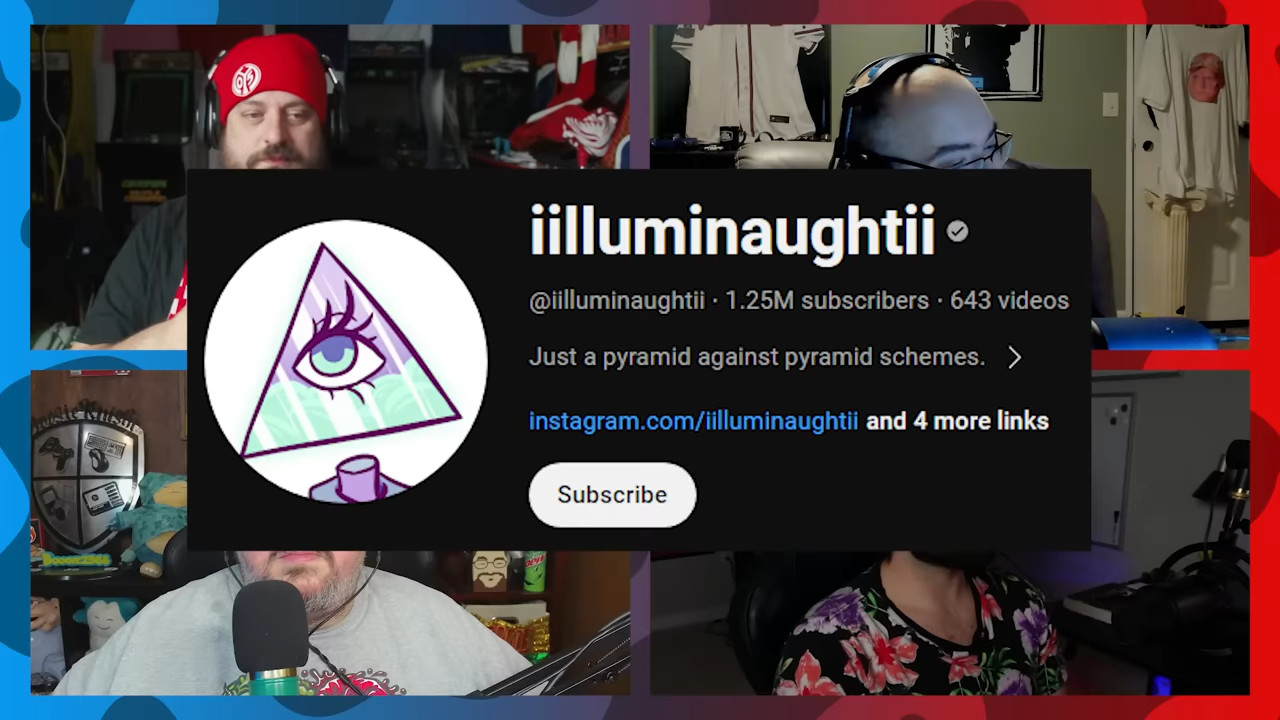 iilluminaughtii
@iilluminaughtii · 1.25M subscribers · 643 videos
Just a pyramid against pyramid schemes.
instagram.com/iilluminaughtii and 4 more links
Subscribe